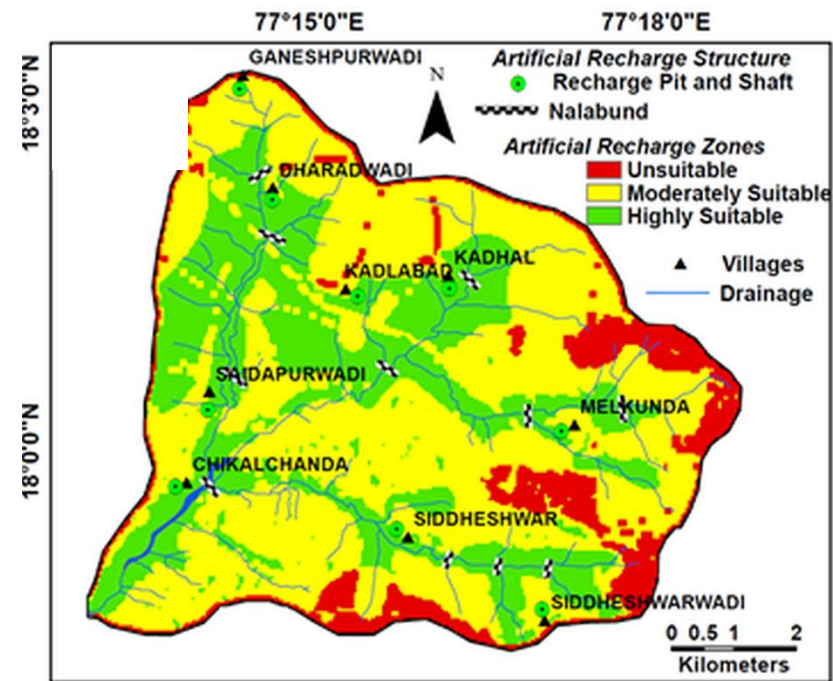 77°15'0"E
77°18'0"E
18°3'0"N
18°0'0"N
GANESHPURWADI
Artificial Recharge Structure
Recharge Pit and Shaft
N
Nalabund
Artificial Recharge Zones
Unsuitable
Moderately Suitable
Highly Suitable
Villages
Drainage
DHARADWADI
KADHAL
KADLABAD
SAIDAPURWADI
MELKUNDA
CHIKALCHANDA
SIDDHESHWAR
SIDDHESHWARWADI
0 0.5 1 2
Kilometers